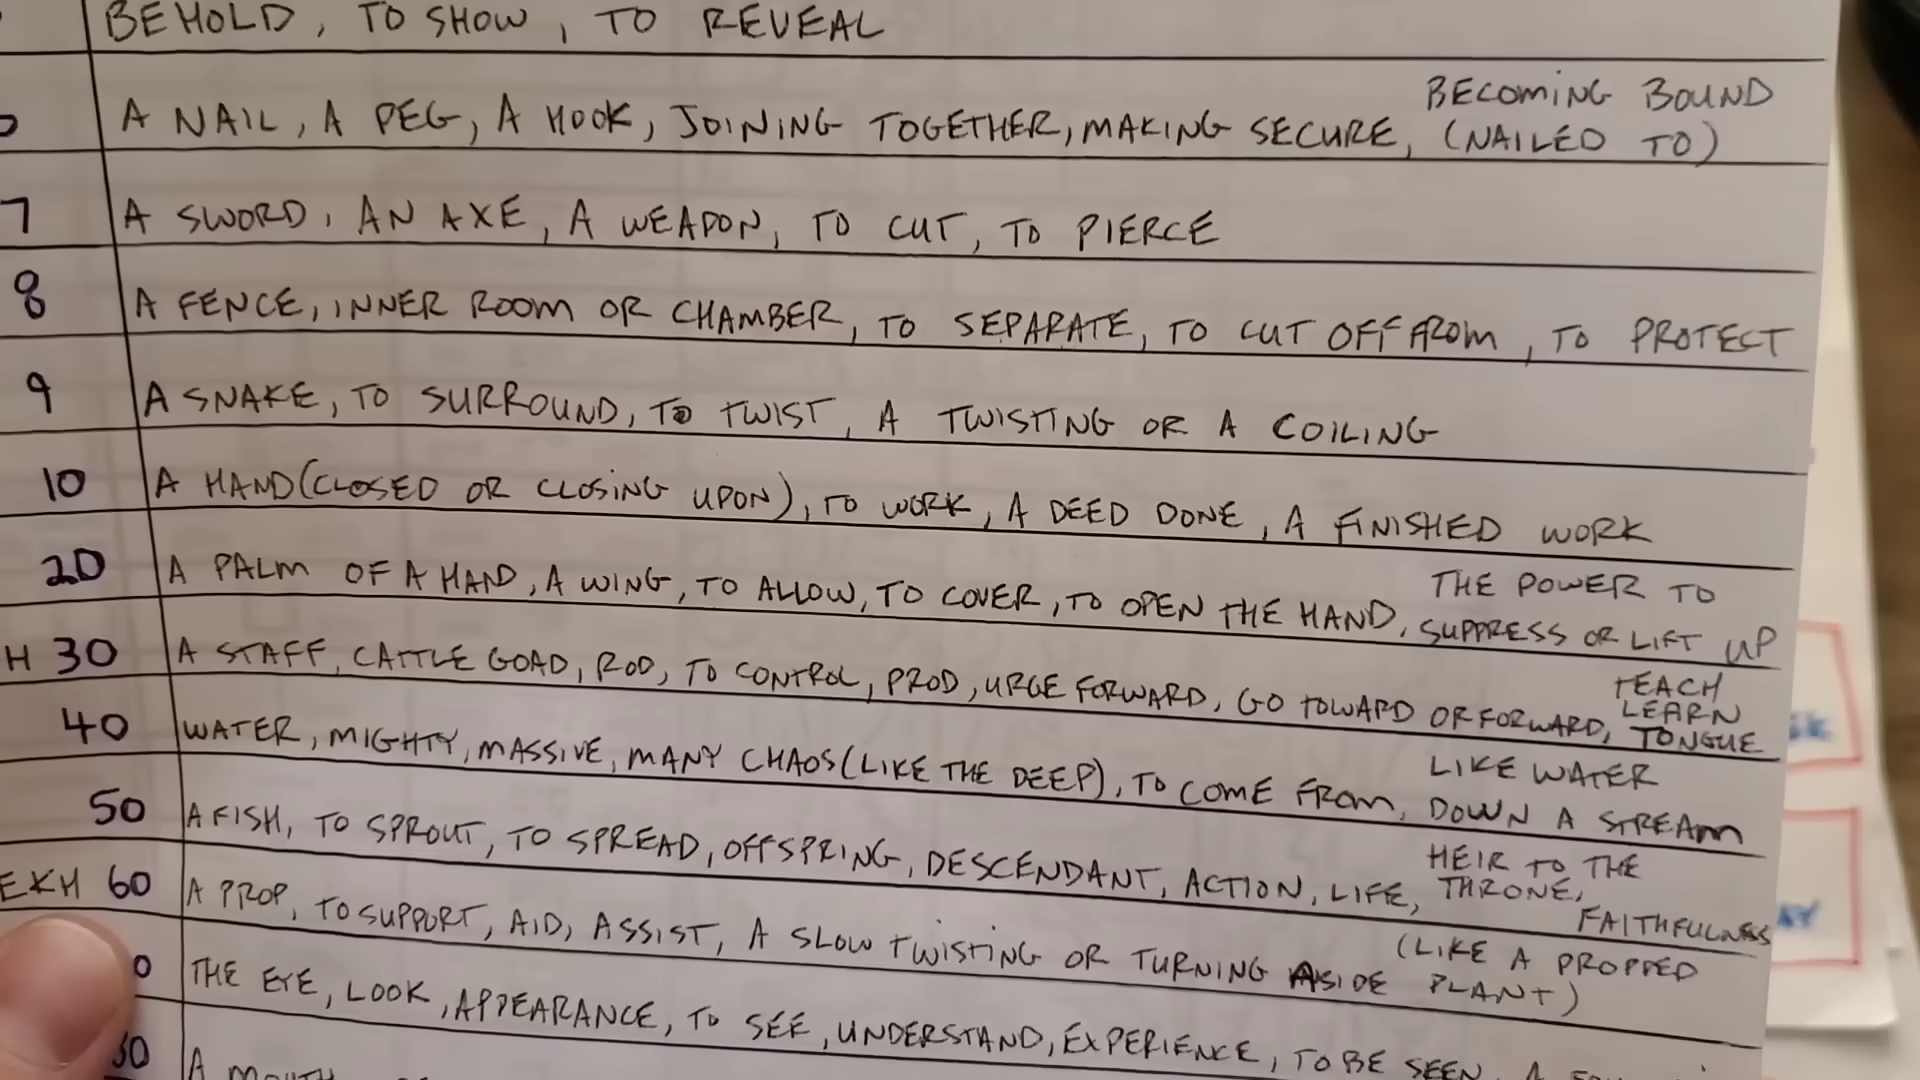 BEHOLD, TO SHOW, TO REVEAL
A NAIL, A PEG, A HOOK, JOINING TOGETHER, MAKING SECURE, BECOMING BOUND
(NAILED TO)
7 A SWORD, AN AXE, A WEAPON, TO CUT, TO PIERCE
8 A FENCE, INNER ROOM OR CHAMBER, TO SEPARATE, TO CUT OFF FROM, TO PROTECT
9 A SNAKE, TO SURROUND, TO TWIST, A TWISTING OR A COILING
10 A HAND (CLOSED OR CLOSING UPON), TO WORK, A DEED DONE, A FINISHED WORK
20 A PALM OF A HAND, A WING, TO ALLOW, TO COVER, TO OPEN THE HAND, THE POWER TO
SUPPRESS OR LIFT UP
H 30 A STAFF, CATTLE GOAD, ROD, TO CONTROL, PROD, URGE FORWARD, GO TOWARD OR FORWARD, TEACH
LEARN
TONGUE
40 WATER, MIGHTY, MASSIVE, MANY CHAOS (LIKE THE DEEP), TO COME FROM, LIKE WATER
DOWN A STREAM
50 A FISH, TO SPROUT, TO SPREAD, OFFSPRING, DESCENDANT, ACTION, LIFE, HEIR TO THE
THRONE,
FAITHFULNESS
EKH 60 A PROP, TO SUPPORT, AID, ASSIST, A SLOW TWISTING OR TURNING ASIDE (LIKE A PROPPED
PLANT)
0 THE EYE, LOOK, APPEARANCE, TO SEE, UNDERSTAND, EXPERIENCE, TO BE SEEN, A
A MOUTH